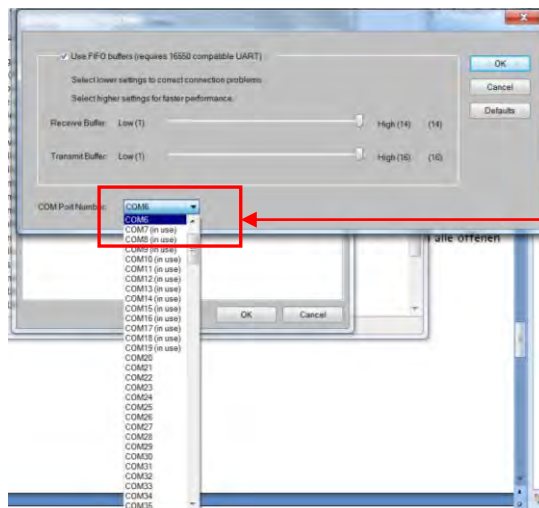 Use FIFO buffers (requires 16550 compatible UART)
OK
Select lower settings to correct connection problems.
Cancel
Select higher settings for faster performance.
Defaults
Receive Buffer: Low (1) High (14) (14)
Transmit Buffer: Low (1) High (16) (16)
COM Port Number: COM6
COM6
COM7 (in use)
COM8 (in use)
COM9 (in use)
alle offenen
COM10 (in use)
COM11 (in use)
COM12 (in use)
COM13 (in use)
COM14 (in use)
COM15 (in use)
COM16 (in use)
OK Cancel
COM17 (in use)
COM18 (in use)
COM19 (in use)
COM20
COM21
COM22
COM23
COM24
COM25
COM26
COM27
COM28
COM29
COM30
COM31
COM32
COM33
COM34
COM35